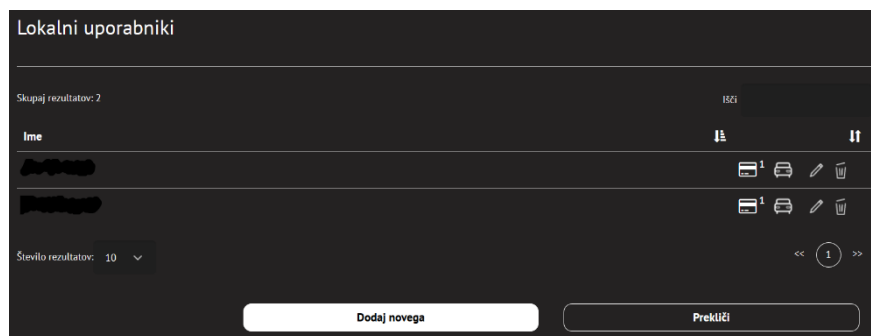 Lokalni uporabniki
Skupaj rezultatov: 2
Išči
Ime
1
1
Število rezultatov: 10
<< 1 >>
Dodaj novega Prekliči